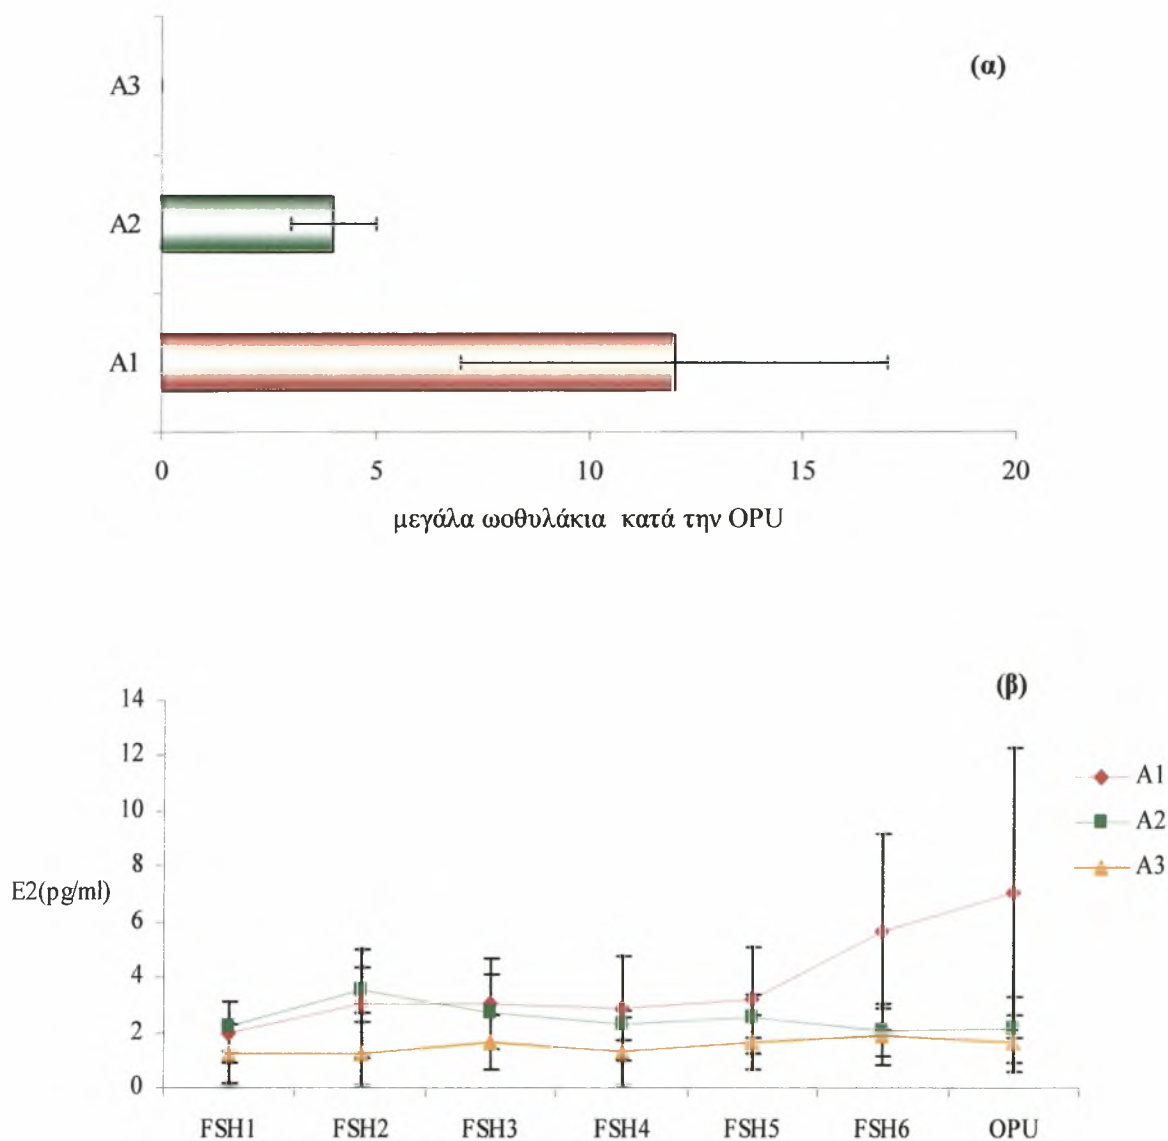 (α)
A3
A2
A1
0 5 10 15 20
μεγάλα ωοθυλάκια κατά την OPU
(β)
14
12
10
8
6
4
2
0
E2(pg/ml)
A1
A2
A3
FSH1 FSH2 FSH3 FSH4 FSH5 FSH6 OPU